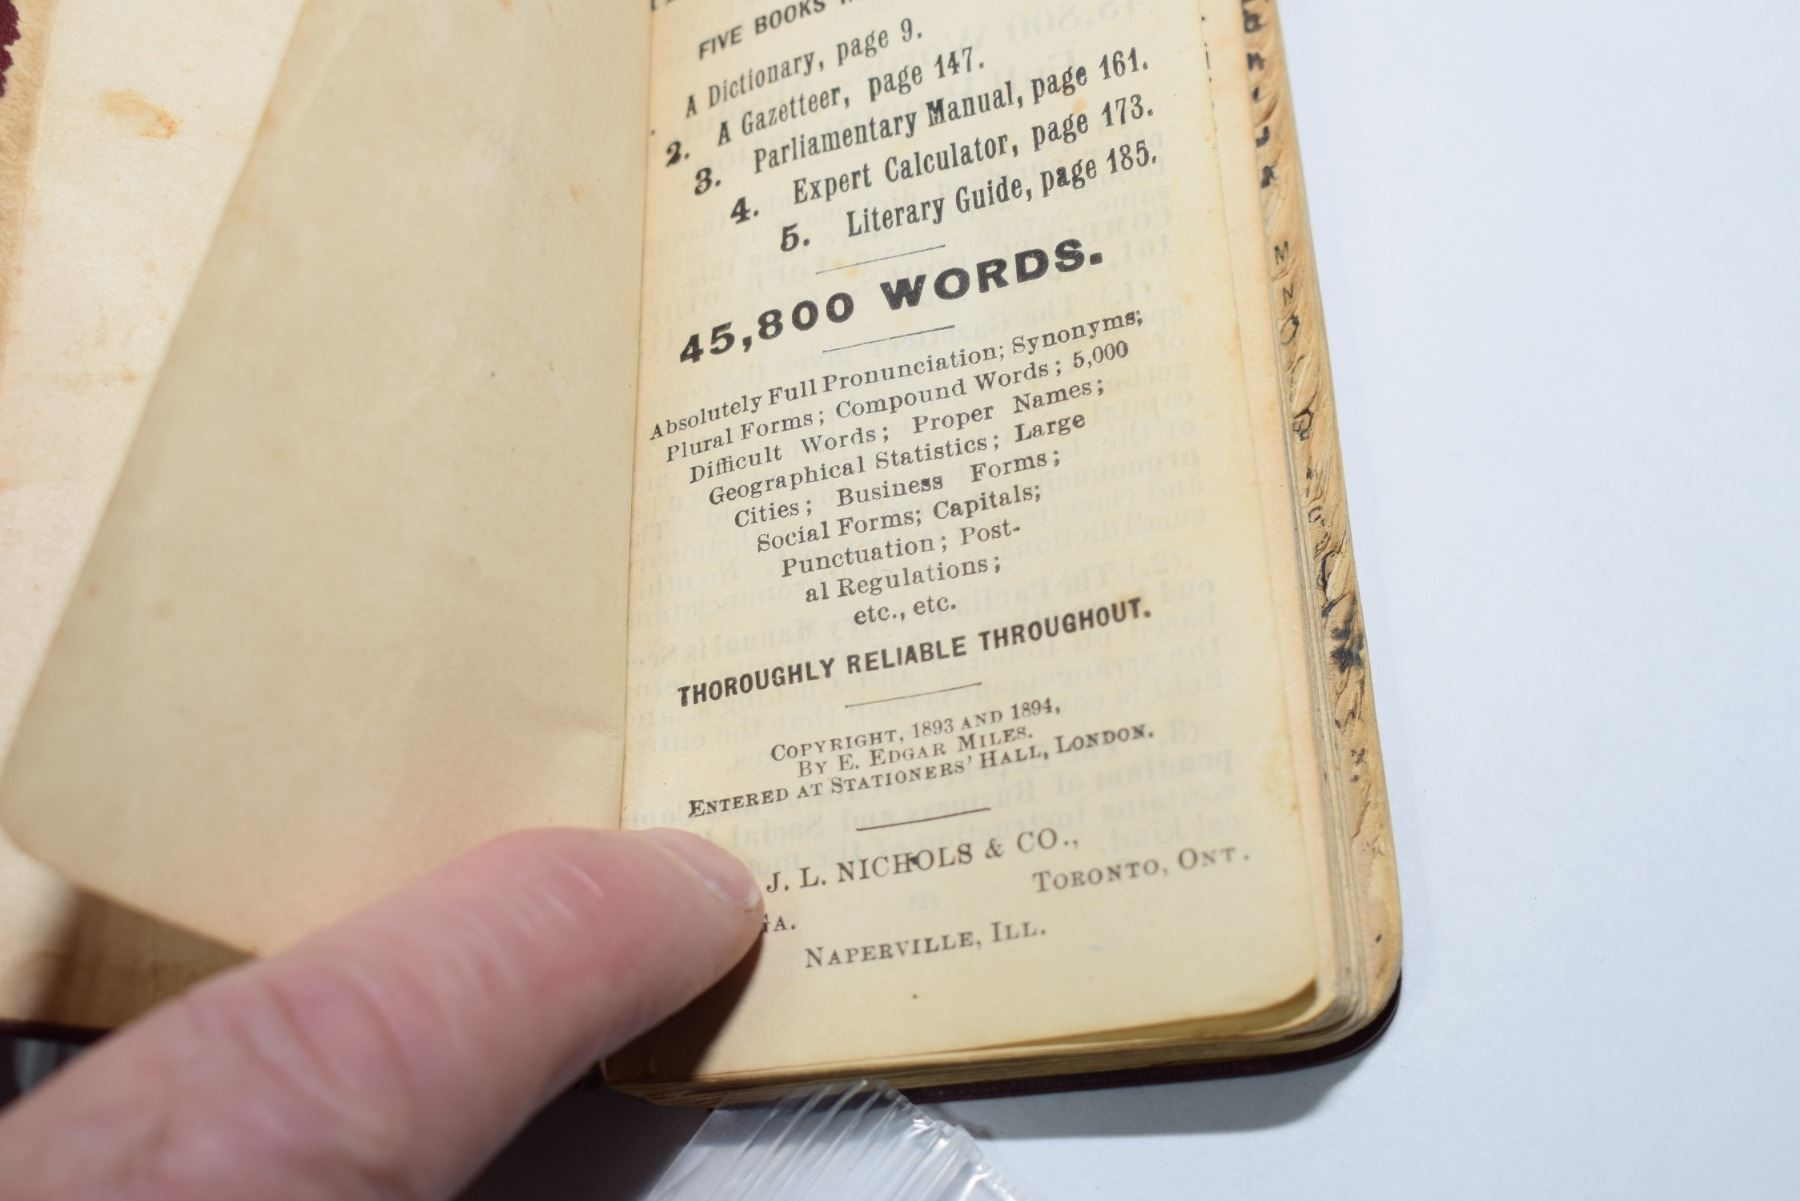 FIVE BOOKS
A Dictionary, page 9.
2. A Gazetteer, page 147.
3. Parliamentary Manual, page 161.
4. Expert Calculator, page 173.
5. Literary Guide, page 185.
45,800 WORDS.
Absolutely Full Pronunciation; Synonyms;
Plural Forms; Compound Words; 5,000
Difficult Words; Proper Names;
Geographical Statistics; Large
Cities; Business Forms;
Social Forms; Capitals;
Punctuation; Post-
al Regulations;
etc., etc.
THOROUGHLY RELIABLE THROUGHOUT.
COPYRIGHT, 1893 AND 1894,
BY E. EDGAR MILES.
ENTERED AT STATIONERS' HALL, LONDON.
J. L. NICHOLS & CO.,
TORONTO, ONT.
GA.
NAPERVILLE, ILL.